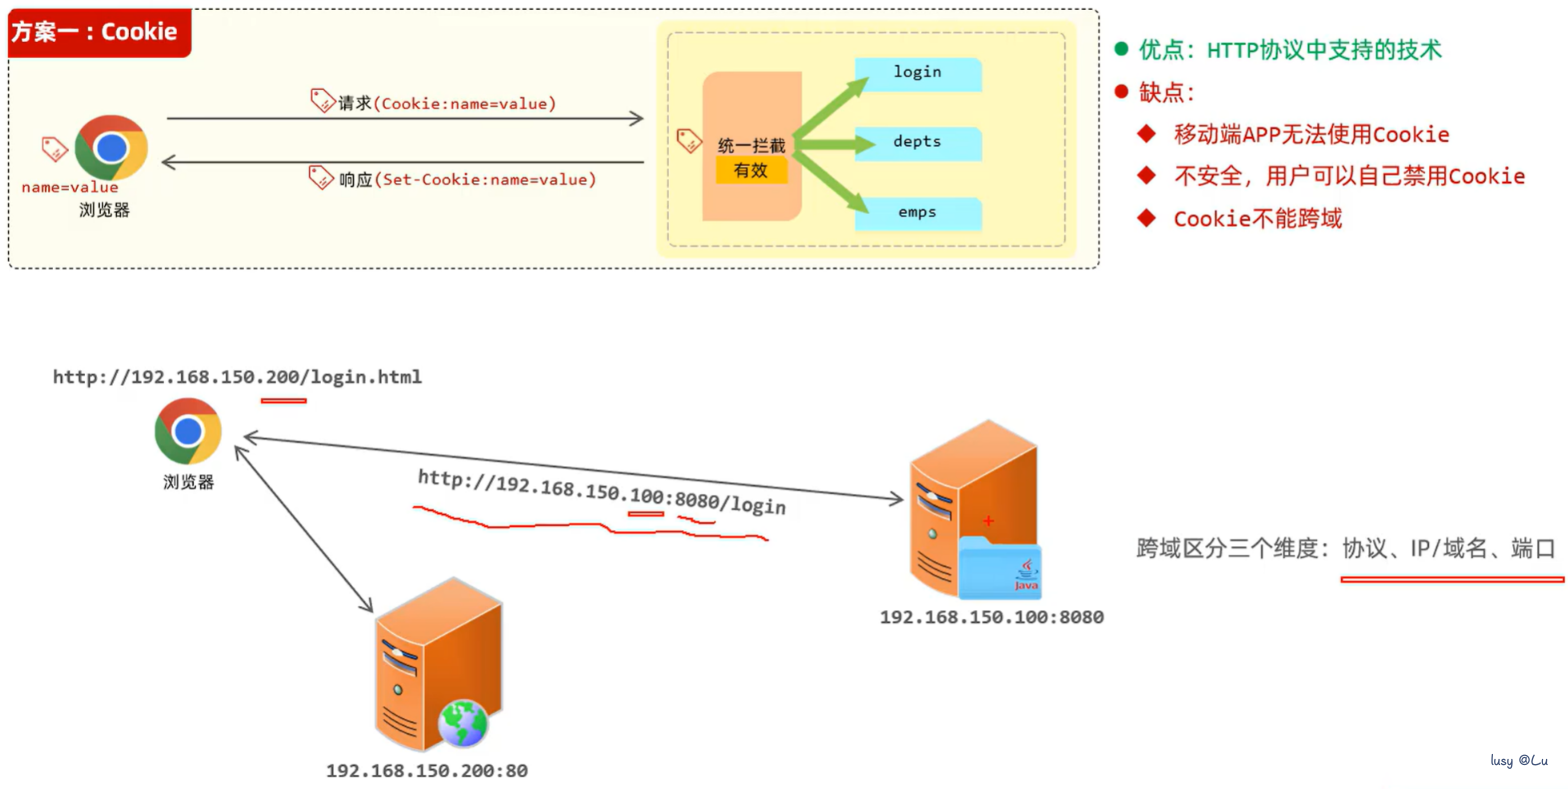 方案一：Cookie
请求(Cookie:name=value)
响应(Set-Cookie:name=value)
name=value
浏览器
统一拦截
有效
login
depts
emps
优点：HTTP协议中支持的技术
缺点：
移动端APP无法使用Cookie
不安全，用户可以自己禁用Cookie
Cookie不能跨域
http://192.168.150.200/login.html
浏览器
http://192.168.150.100:8080/login
Java
192.168.150.100:8080
192.168.150.200:80
跨域区分三个维度：协议、IP/域名、端口
lusy @Lu